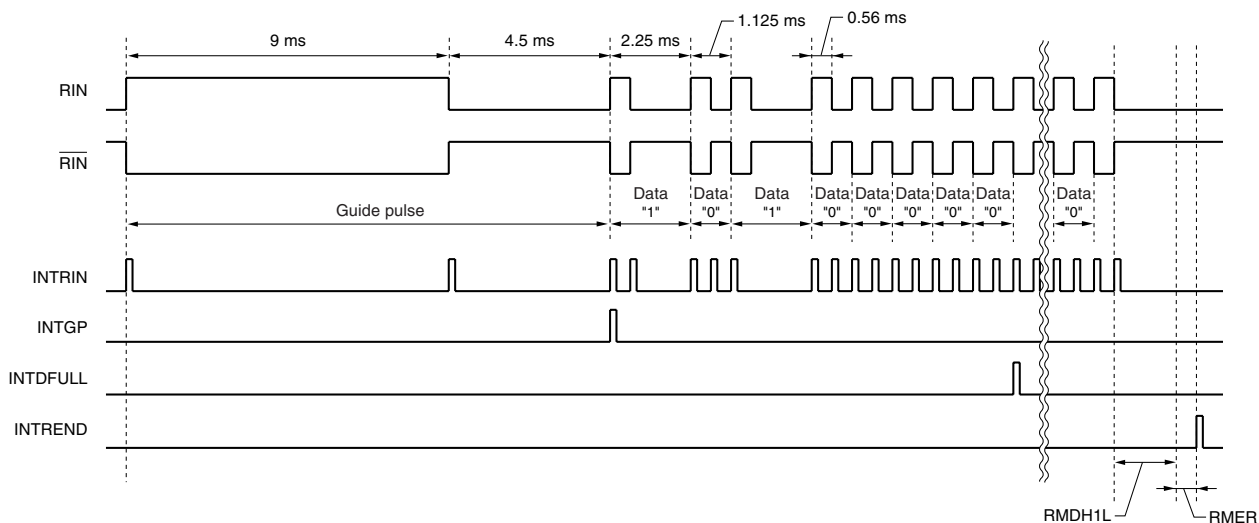 1.125 ms
0.56 ms
9 ms
4.5 ms
2.25 ms
RIN
RIN
Data "1"
Data "0"
Data "1"
Data "0"
Data "0"
Data "0"
Data "0"
Data "0"
Data "0"
Guide pulse
INTRIN
INTGP
INTDFULL
INTREND
RMDH1L
RMER